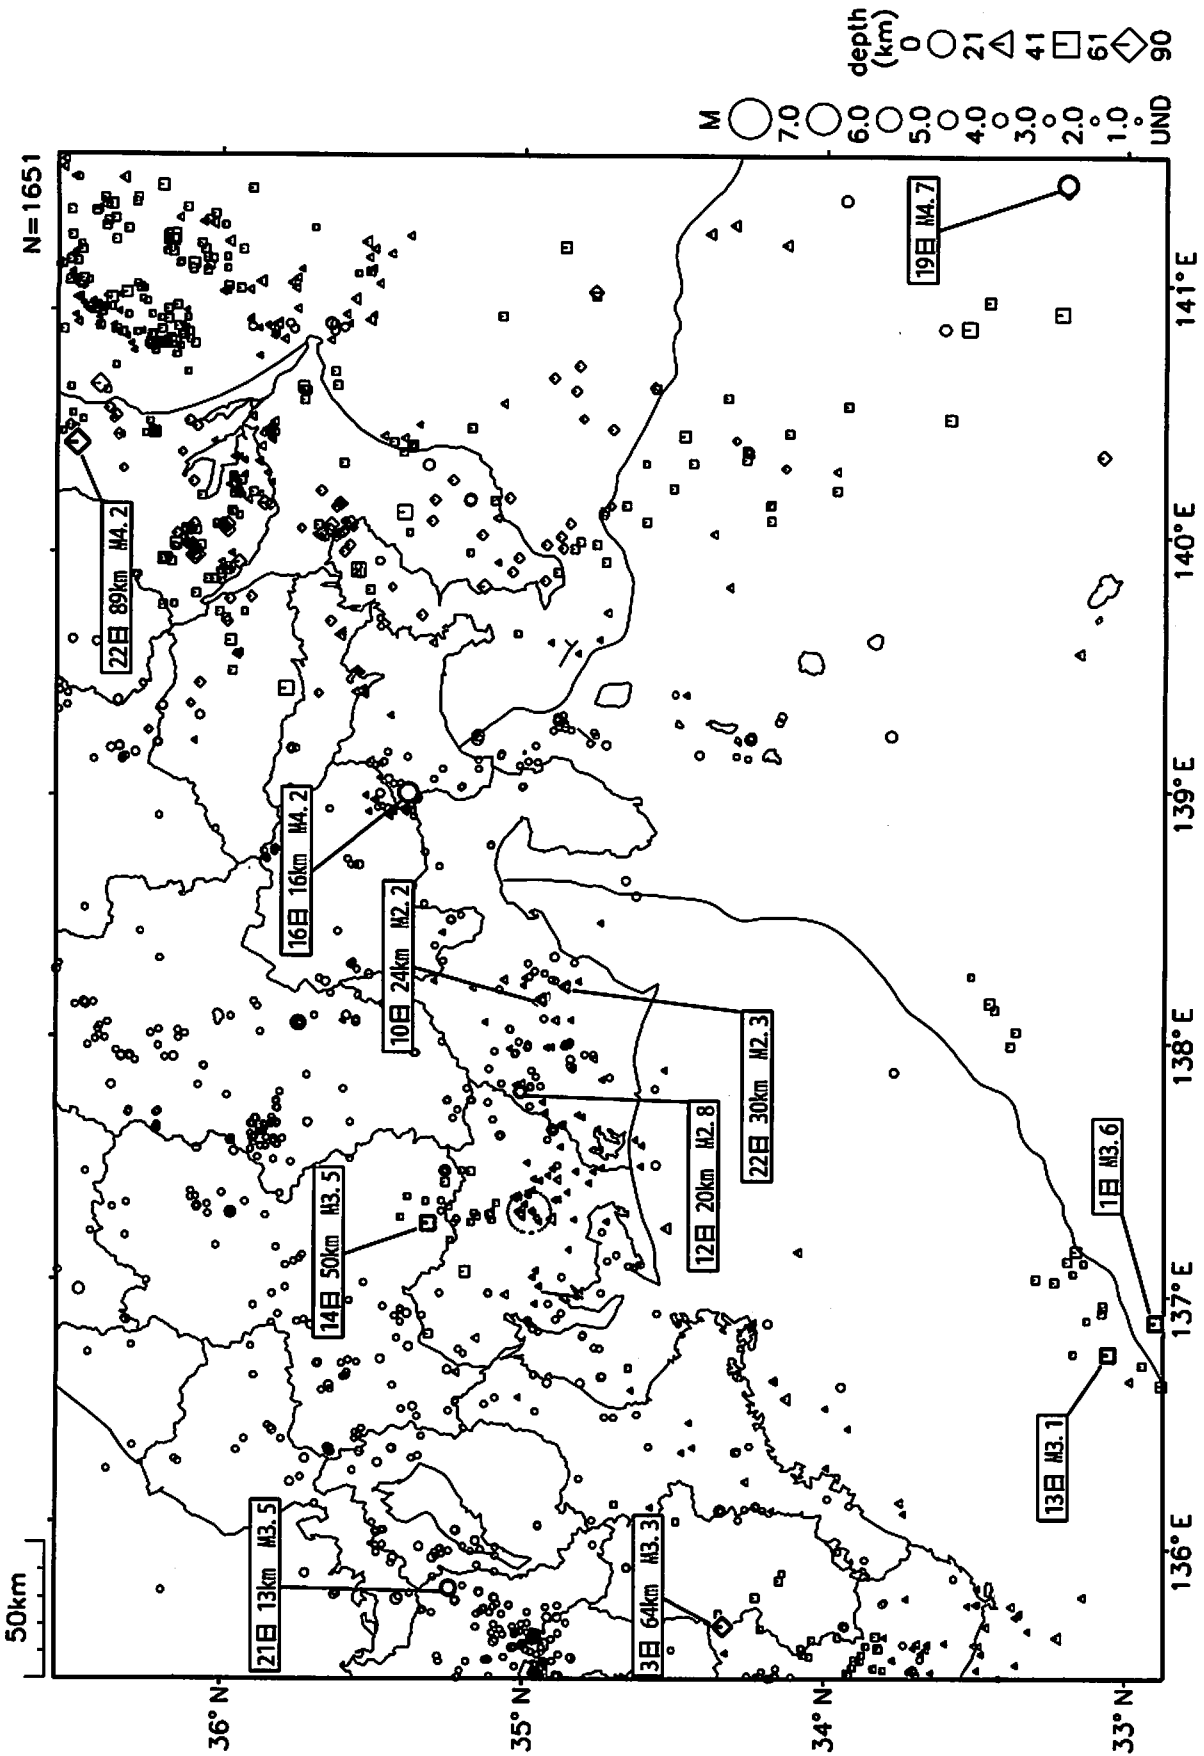 50km
N=1651
36°N
35°N
34°N
33°N
136°E
137°E
138°E
139°E
140°E
141°E
22日 89km M4.2
16日 16km M4.2
10日 24km M2.2
14日 50km M3.5
21日 13km M3.5
3日 64km M3.3
12日 20km M2.8
22日 30km M2.3
19日 M4.7
1日 M3.6
13日 M3.1
M
7.0
6.0
5.0
4.0
3.0
2.0
1.0
UND
depth
(km)
0
21
41
61
90